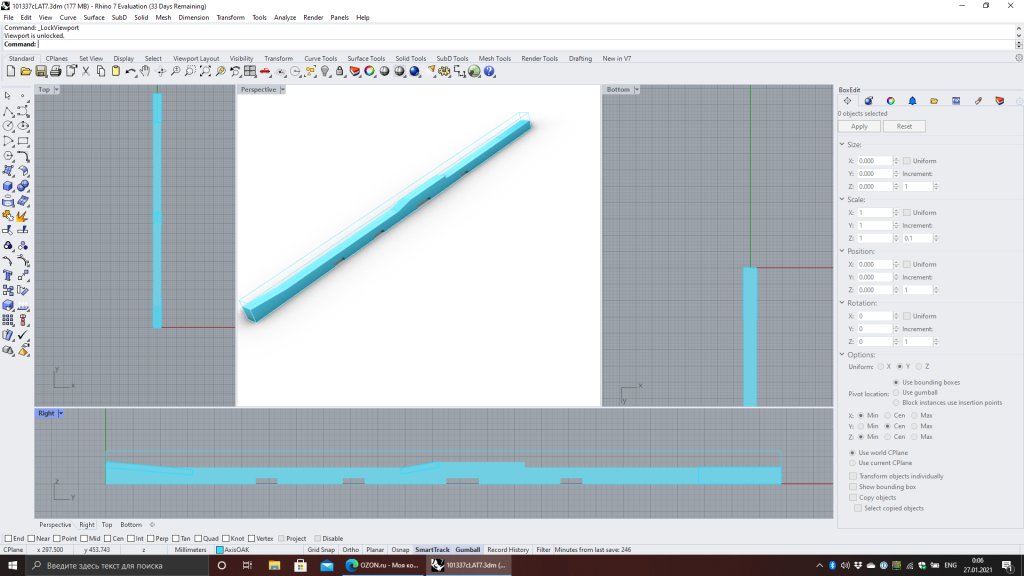 101337cLAT7.3dm (177 MB) - Rhino 7 Evaluation (33 Days Remaining)
File Edit View Curve Surface SubD Solid Mesh Dimension Transform Tools Analyze Render Panels Help
Command: _LockViewport
Viewport is unlocked.
Command:
Standard CPlanes Set View Display Select Viewport Layout Visibility Transform Curve Tools Surface Tools Solid Tools SubD Tools Mesh Tools Render Tools Drafting New in V7
Top
Perspective
Bottom
BoxEdit
0 objects selected
Apply Reset
Size:
X: 0.000 Uniform
Y: 0.000 Increment:
Z: 0.000 1
Scale:
X: 1 Uniform
Y: 1 Increment:
Z: 1 0.1
Position:
X: 0.000 Uniform
Y: 0.000 Increment:
Z: 0.000 1
Rotation:
X: 0 Uniform
Y: 0 Increment:
Z: 0 1
Options:
Uniform: X Y Z
Use bounding boxes
Pivot location: Use gumball
Block instances use insertion points
X: Min Cen Max
Y: Min Cen Max
Z: Min Cen Max
Use world CPlane
Use current CPlane
Transform objects individually
Show bounding box
Copy objects
Select copied objects
y
x
x
y
Right
z
y
Perspective Right Top Bottom
End Near Point Mid Cen Int Perp Tan Quad Knot Vertex Project Disable
CPlane x 297.500 y 453.743 z Millimeters AxisOAK Grid Snap Ortho Planar Osnap SmartTrack Gumball Record History Filter Minutes from last save: 246
Введите здесь текст для поиска
OZON.ru - Моя ко...
101337cLAT7.3dm (...
ENG
0:06
27.01.2021